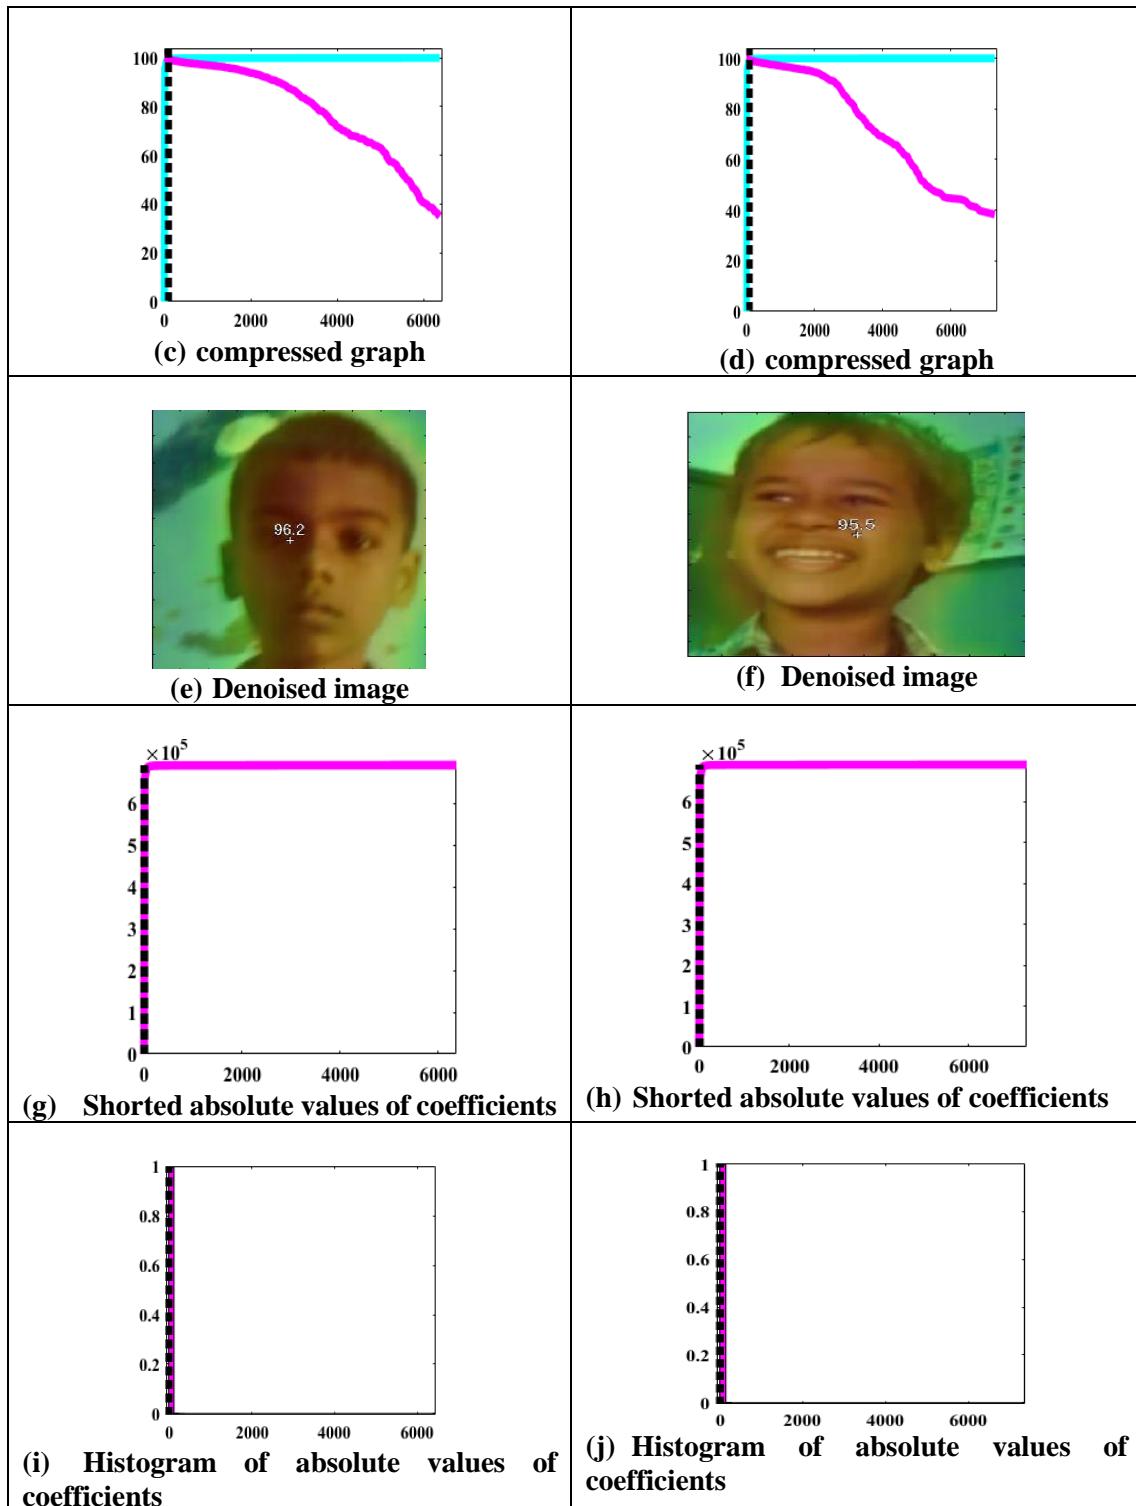 100
80
60
40
20
0
0 2000 4000 6000
(c) compressed graph
100
80
60
40
20
0
0 2000 4000 6000
(d) compressed graph
96.2
(e) Denoised image
95.5
(f) Denoised image
×10⁵
6
5
4
3
2
1
0
0 2000 4000 6000
(g) Shorted absolute values of coefficients
×10⁵
6
5
4
3
2
1
0
0 2000 4000 6000
(h) Shorted absolute values of coefficients
1
0.8
0.6
0.4
0.2
0
0 2000 4000 6000
(i) Histogram of absolute values of
coefficients
1
0.8
0.6
0.4
0.2
0
0 2000 4000 6000
(j) Histogram of absolute values of
coefficients